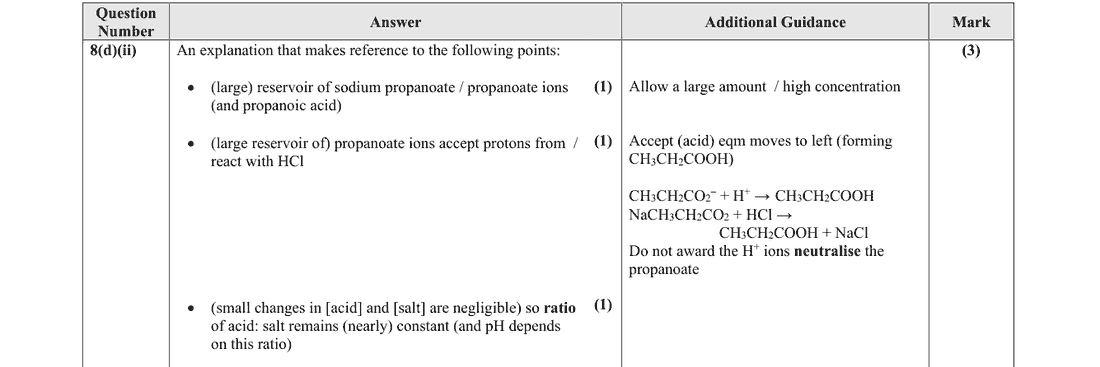 Question Number
Answer
Additional Guidance
Mark
8(d)(ii)
An explanation that makes reference to the following points:
(3)
• (large) reservoir of sodium propanoate / propanoate ions (1)
(and propanoic acid)
Allow a large amount / high concentration
• (large reservoir of) propanoate ions accept protons from / (1)
react with HCl
Accept (acid) eqm moves to left (forming
CH₃CH₂COOH)
CH₃CH₂CO₂⁻ + H⁺ → CH₃CH₂COOH
NaCH₃CH₂CO₂ + HCl →
CH₃CH₂COOH + NaCl
Do not award the H⁺ ions neutralise the
propanoate
• (small changes in [acid] and [salt] are negligible) so ratio (1)
of acid: salt remains (nearly) constant (and pH depends
on this ratio)